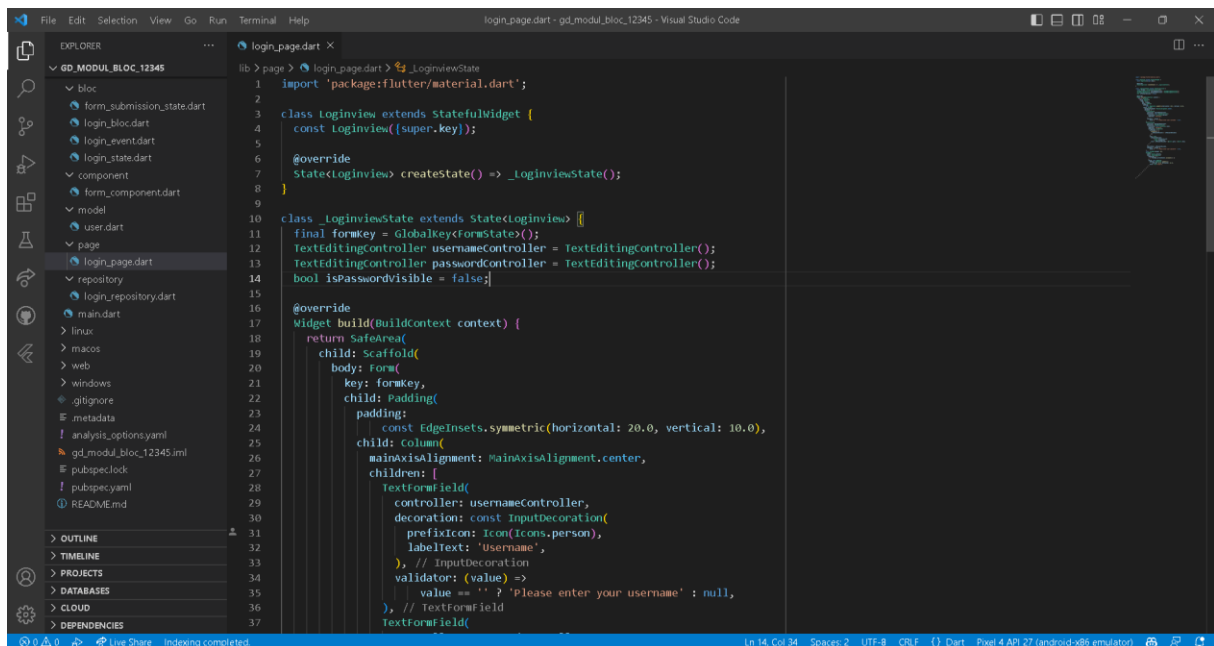 File Edit Selection View Go Run Terminal Help login_page.dart - gd_modul_bloc_12345 - Visual Studio Code
EXPLORER
GD_MODUL_BLOC_12345
bloc
form_submission_state.dart
login_bloc.dart
login_event.dart
login_state.dart
component
form_component.dart
model
user.dart
page
login_page.dart
repository
login_repository.dart
main.dart
linux
macos
web
windows
.gitignore
.metadata
analysis_options.yaml
gd_modul_bloc_12345.iml
pubspec.lock
pubspec.yaml
README.md
OUTLINE
TIMELINE
PROJECTS
DATABASES
CLOUD
DEPENDENCIES
login_page.dart
lib > page > login_page.dart > _LoginviewState
1 import 'package:flutter/material.dart';
2
3 class Loginview extends StatefulWidget {
4 const Loginview({super.key});
5
6 @override
7 State<Loginview> createState() => _LoginviewState();
8 }
9
10 class _LoginviewState extends State<Loginview> {
11 final formKey = GlobalKey<FormState>();
12 TextEditingController usernameController = TextEditingController();
13 TextEditingController passwordController = TextEditingController();
14 bool isPasswordVisible = false;
15
16 @override
17 Widget build(BuildContext context) {
18 return SafeArea(
19 child: Scaffold(
20 body: Form(
21 key: formKey,
22 child: Padding(
23 padding:
24 const EdgeInsets.symmetric(horizontal: 20.0, vertical: 10.0),
25 child: Column(
26 mainAxisAlignment: MainAxisAlignment.center,
27 children: [
28 TextFormField(
29 controller: usernameController,
30 decoration: const InputDecoration(
31 prefixIcon: Icon(Icons.person),
32 labelText: 'Username',
33 ), // InputDecoration
34 validator: (value) =>
35 value == '' ? 'Please enter your username' : null,
36 ), // TextFormField
37 TextFormField(
0 0 Live Share Indexing completed. Ln 14, Col 34 Spaces: 2 UTF-8 CRLF {} Dart Pixel 4 API 27 (android-x86 emulator)